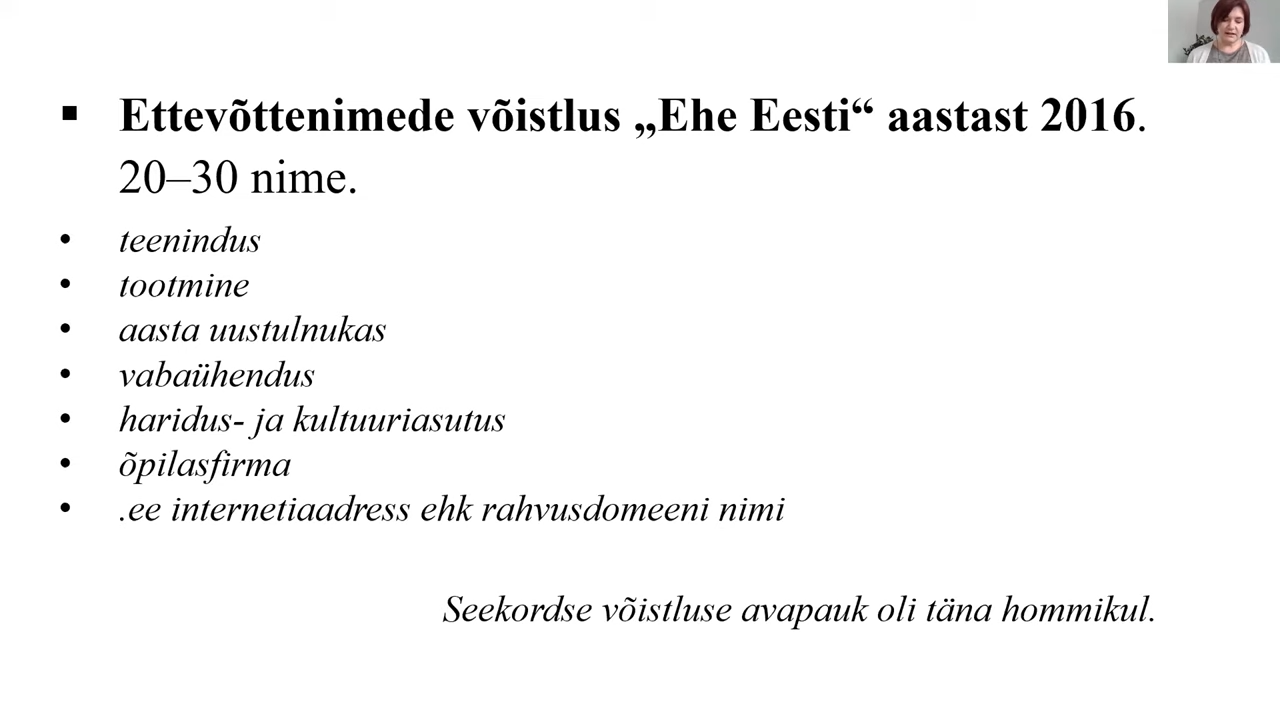 ▪ Ettevõttenimede võistlus „Ehe Eesti“ aastast 2016.
20–30 nime.
• teenindus
• tootmine
• aasta uustulnukas
• vabaühendus
• haridus- ja kultuuriasutus
• õpilasfirma
• .ee internetiaadress ehk rahvusdomeeni nimi
Seekordse võistluse avapauk oli täna hommikul.